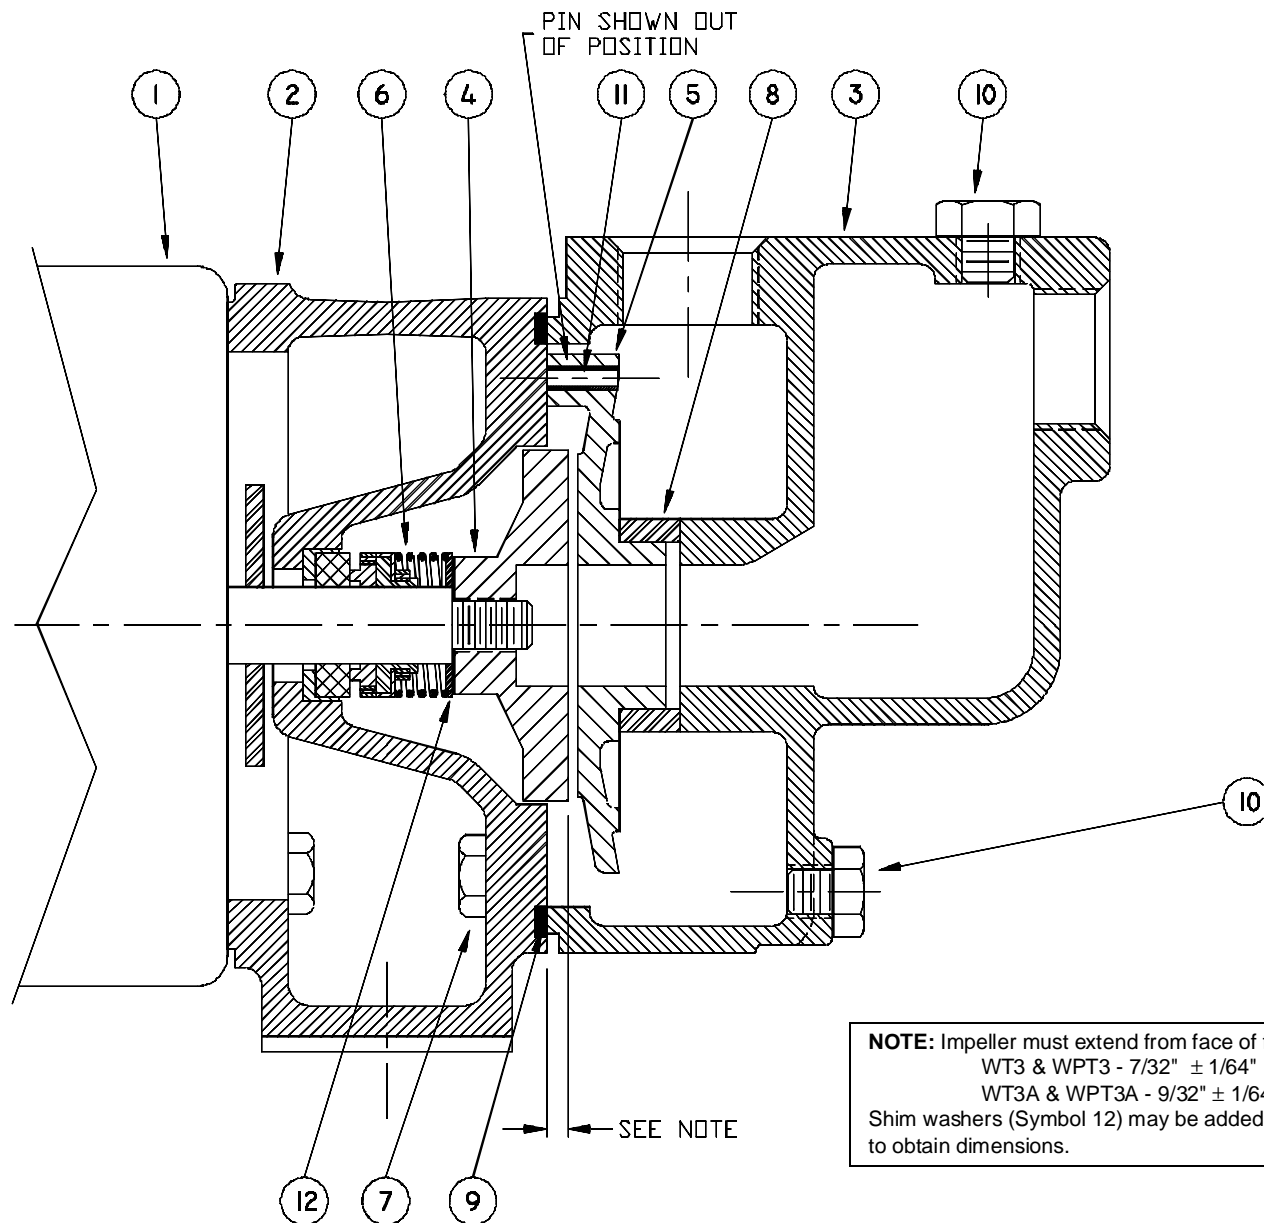 PIN SHOWN OUT
OF POSITION
1 2 6 4 11 5 8 3 10
10
NOTE: Impeller must extend from face of
WT3 & WPT3 - 7/32" ± 1/64"
WT3A & WPT3A - 9/32" ± 1/64
Shim washers (Symbol 12) may be added
to obtain dimensions.
SEE NOTE
12 7 9